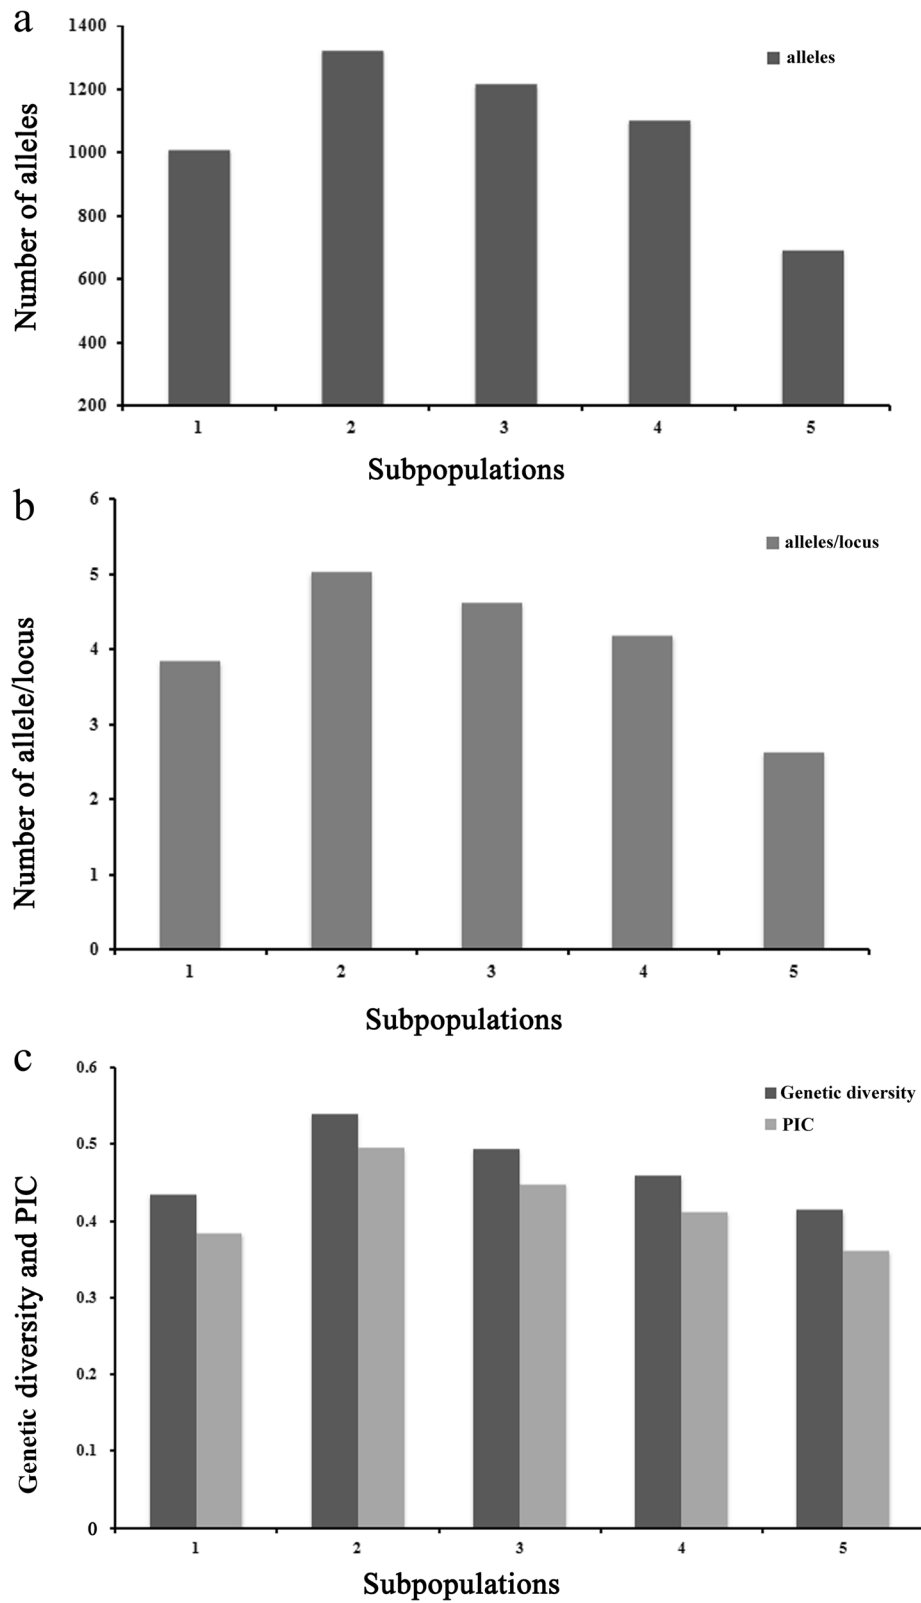 a
1400
1200
1000
800
600
400
200
Number of alleles
alleles
1 2 3 4 5
Subpopulations
b
6
5
4
3
2
1
0
Number of allele/locus
alleles/locus
1 2 3 4 5
Subpopulations
c
0.6
0.5
0.4
0.3
0.2
0.1
0
Genetic diversity and PIC
Genetic diversity
PIC
1 2 3 4 5
Subpopulations